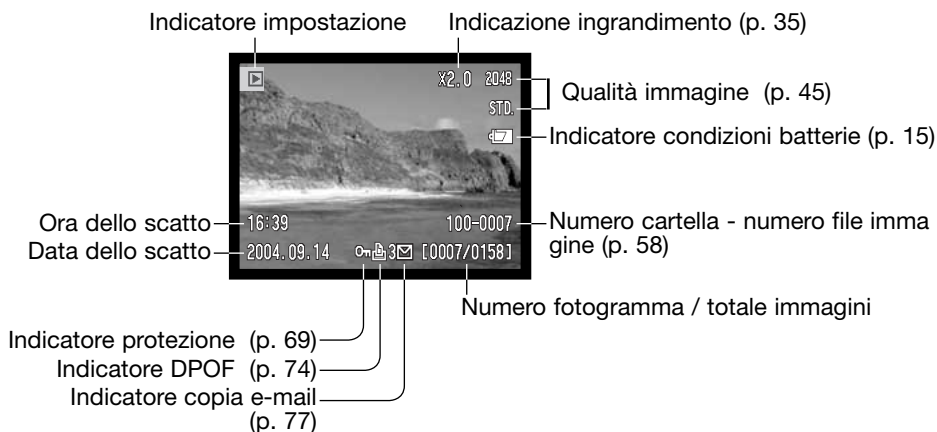 Indicatore impostazione
Indicazione ingrandimento (p. 35)
X2.0 2048
STD.
Qualità immagine (p. 45)
Indicatore condizioni batterie (p. 15)
Ora dello scatto
16:39
100-0007
Numero cartella - numero file imma
gine (p. 58)
Data dello scatto
2004.09.14
3
[0007/0158]
Numero fotogramma / totale immagini
Indicatore protezione (p. 69)
Indicatore DPOF (p. 74)
Indicatore copia e-mail
(p. 77)